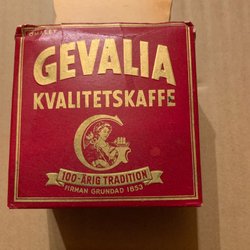 GEVALIA
KVALITETSKAFFE
100-ÅRIG TRADITION
FIRMAN GRUNDAD 1853